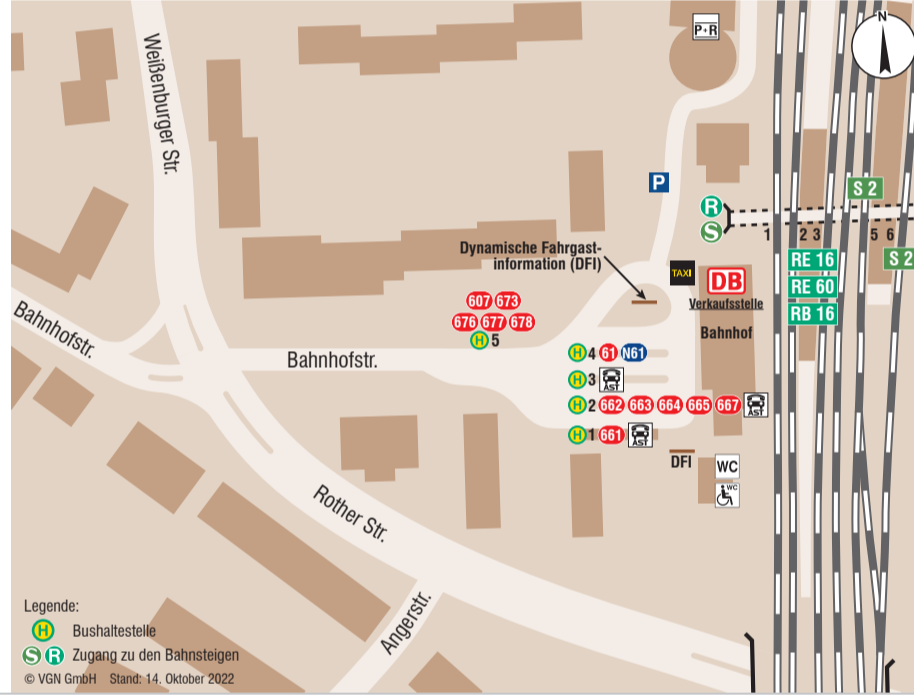 P+R
N
Weißenburger Str.
P
S 2
R
S
1 2 3 5 6
Dynamische Fahrgast-
information (DFI)
TAXI
DB
RE 16
S 2
Verkaufsstelle
RE 60
607 673
RB 16
676 677 678
Bahnhofstr.
Bahnhof
H 5
Bahnhofstr.
H 4 61 N61
H 3 AST
H 2 662 663 664 665 667 AST
H 1 661 AST
DFI
WC
WC
Rother Str.
Angerstr.
Legende:
H Bushaltestelle
S R Zugang zu den Bahnsteigen
© VGN GmbH Stand: 14. Oktober 2022